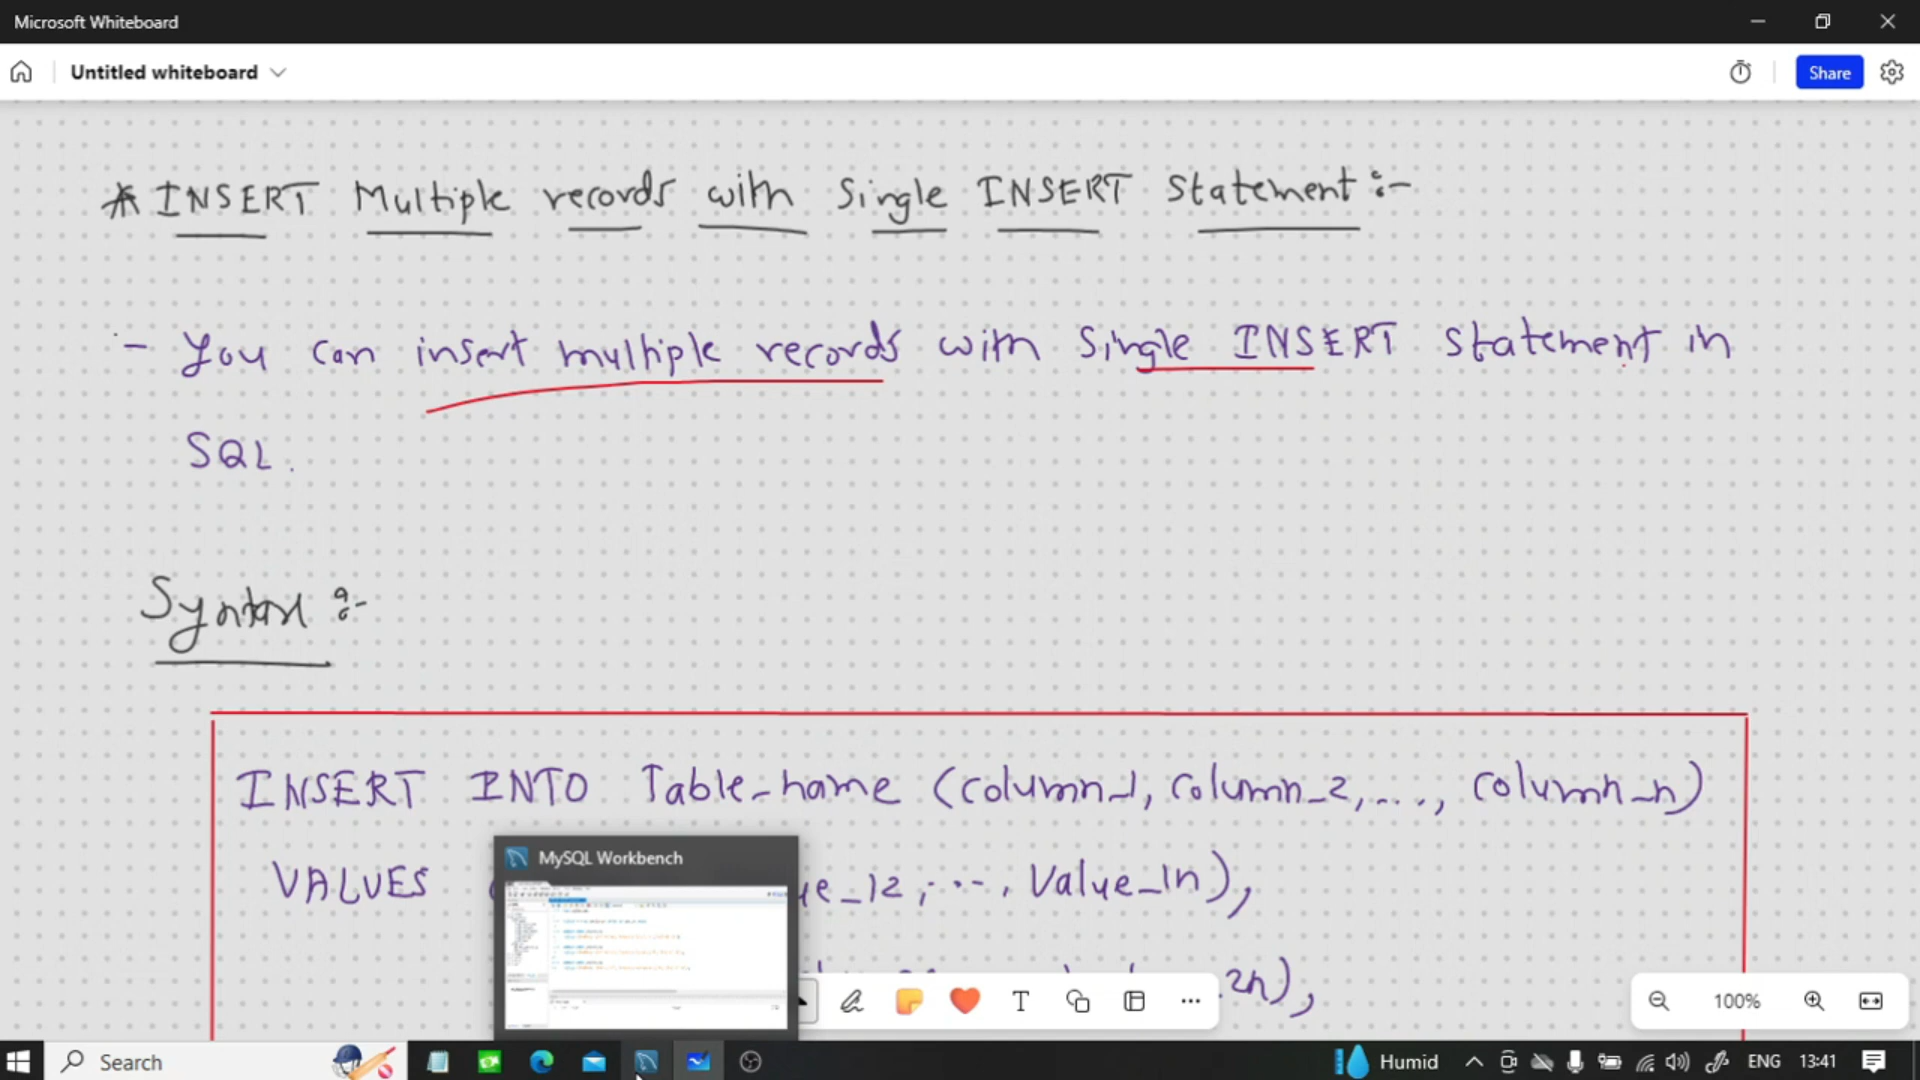 Microsoft Whiteboard
Untitled whiteboard
Share
* INSERT Multiple records with Single INSERT Statement :-
- You can insert multiple records with Single INSERT Statement in
SQL.
Syntax :-
INSERT INTO Table_name (column_1, column_2,..., column_n)
VALUES ue_12, ..., Value_1n),
2n),
MySQL Workbench
100%
Search
Humid
ENG
13:41